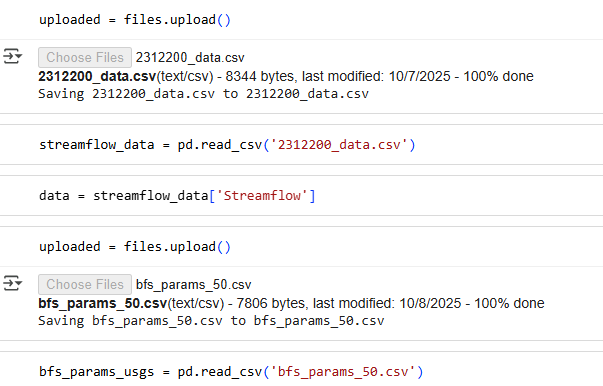 uploaded = files.upload()
Choose Files 2312200_data.csv
2312200_data.csv(text/csv) - 8344 bytes, last modified: 10/7/2025 - 100% done
Saving 2312200_data.csv to 2312200_data.csv
streamflow_data = pd.read_csv('2312200_data.csv')
data = streamflow_data['Streamflow']
uploaded = files.upload()
Choose Files bfs_params_50.csv
bfs_params_50.csv(text/csv) - 7806 bytes, last modified: 10/8/2025 - 100% done
Saving bfs_params_50.csv to bfs_params_50.csv
bfs_params_usgs = pd.read_csv('bfs_params_50.csv')